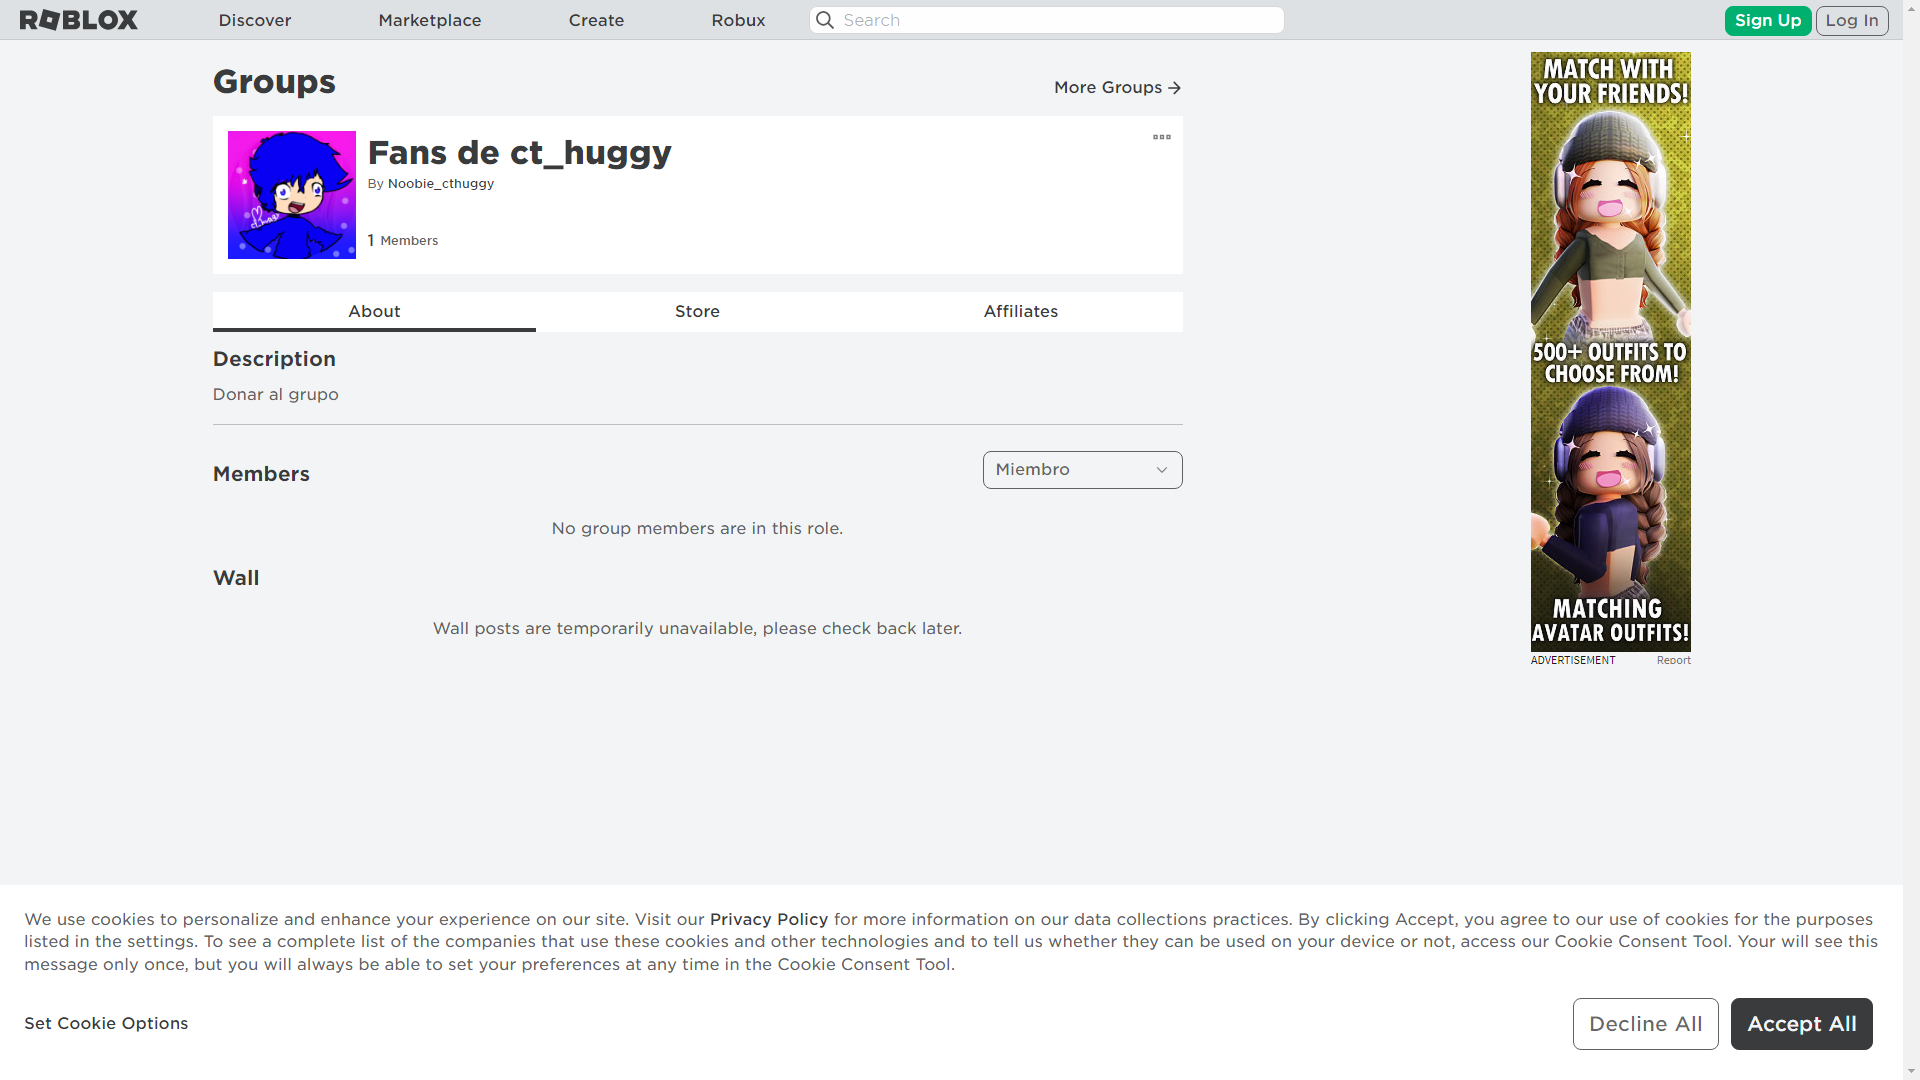 ROBLOX
Discover
Marketplace
Create
Robux
Search
Sign Up
Log In
Groups
More Groups
Fans de ct_huggy
By Noobie_cthuggy
1 Members
About
Store
Affiliates
Description
Donar al grupo
Members
Miembro
No group members are in this role.
Wall
Wall posts are temporarily unavailable, please check back later.
MATCH WITH
YOUR FRIENDS!
500+ OUTFITS TO
CHOOSE FROM!
MATCHING
AVATAR OUTFITS!
ADVERTISEMENT
Report
We use cookies to personalize and enhance your experience on our site. Visit our Privacy Policy for more information on our data collections practices. By clicking Accept, you agree to our use of cookies for the purposes
listed in the settings. To see a complete list of the companies that use these cookies and other technologies and to tell us whether they can be used on your device or not, access our Cookie Consent Tool. Your will see this
message only once, but you will always be able to set your preferences at any time in the Cookie Consent Tool.
Set Cookie Options
Decline All
Accept All